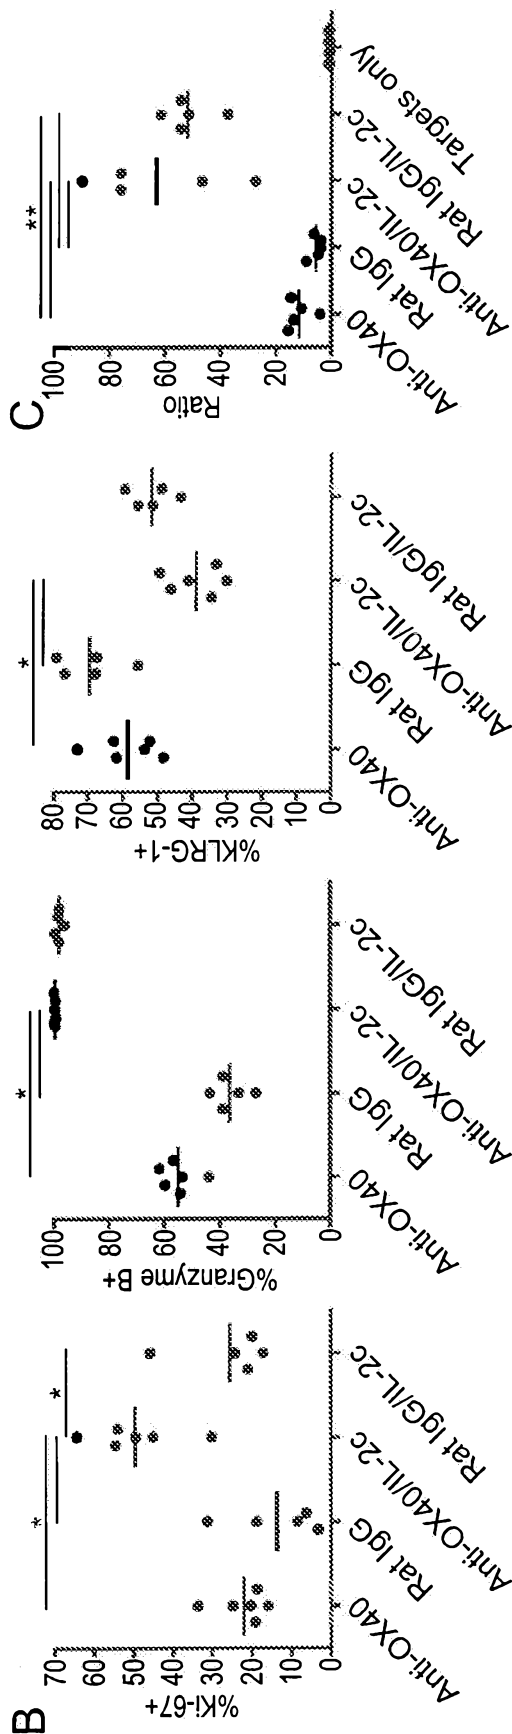 B
%Ki-67+
70
60
50
40
30
20
10
0
*
*
Anti-OX40
Rat IgG
Anti-OX40/IL-2c
Rat IgG/IL-2c
%Granzyme B+
100
80
60
40
20
0
*
Anti-OX40
Rat IgG
Anti-OX40/IL-2c
Rat IgG/IL-2c
%KLRG-1+
80
70
60
50
40
30
20
10
0
*
Anti-OX40
Rat IgG
Anti-OX40/IL-2c
Rat IgG/IL-2c
C
Ratio
100
80
60
40
20
0
**
Anti-OX40
Rat IgG
Anti-OX40/IL-2c
Rat IgG/IL-2c
Targets only